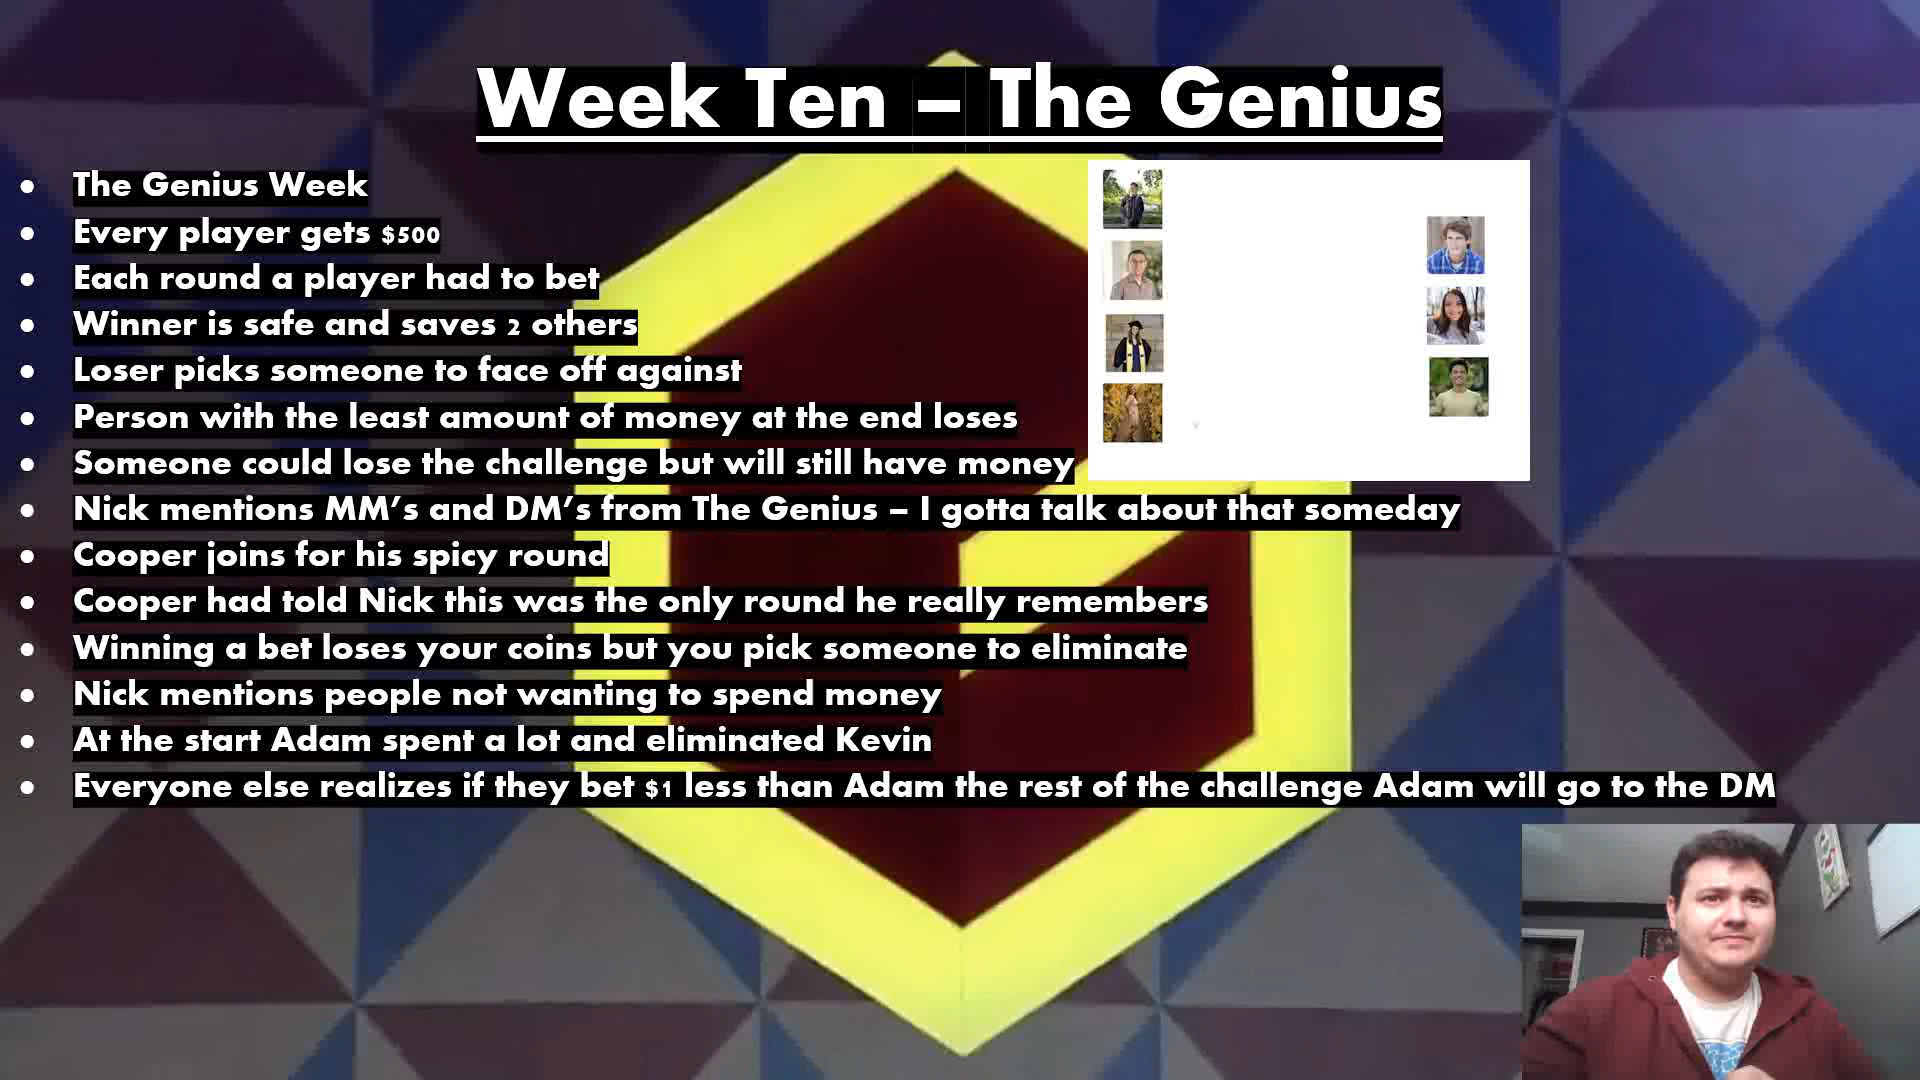 Week Ten – The Genius
• The Genius Week
• Every player gets $500
• Each round a player had to bet
• Winner is safe and saves 2 others
• Loser picks someone to face off against
• Person with the least amount of money at the end loses
• Someone could lose the challenge but will still have money
• Nick mentions MM’s and DM’s from The Genius – I gotta talk about that someday
• Cooper joins for his spicy round
• Cooper had told Nick this was the only round he really remembers
• Winning a bet loses your coins but you pick someone to eliminate
• Nick mentions people not wanting to spend money
• At the start Adam spent a lot and eliminated Kevin
• Everyone else realizes if they bet $1 less than Adam the rest of the challenge Adam will go to the DM